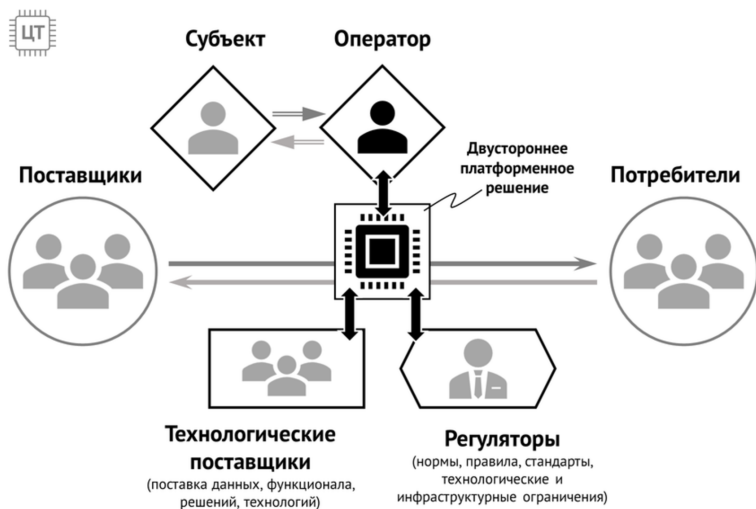 ЦТ
Субъект
Оператор
Двустороннее
платформенное
решение
Поставщики
Потребители
Технологические
поставщики
(поставка данных, функционала,
решений, технологий)
Регуляторы
(нормы, правила, стандарты,
технологические и
инфраструктурные ограничения)